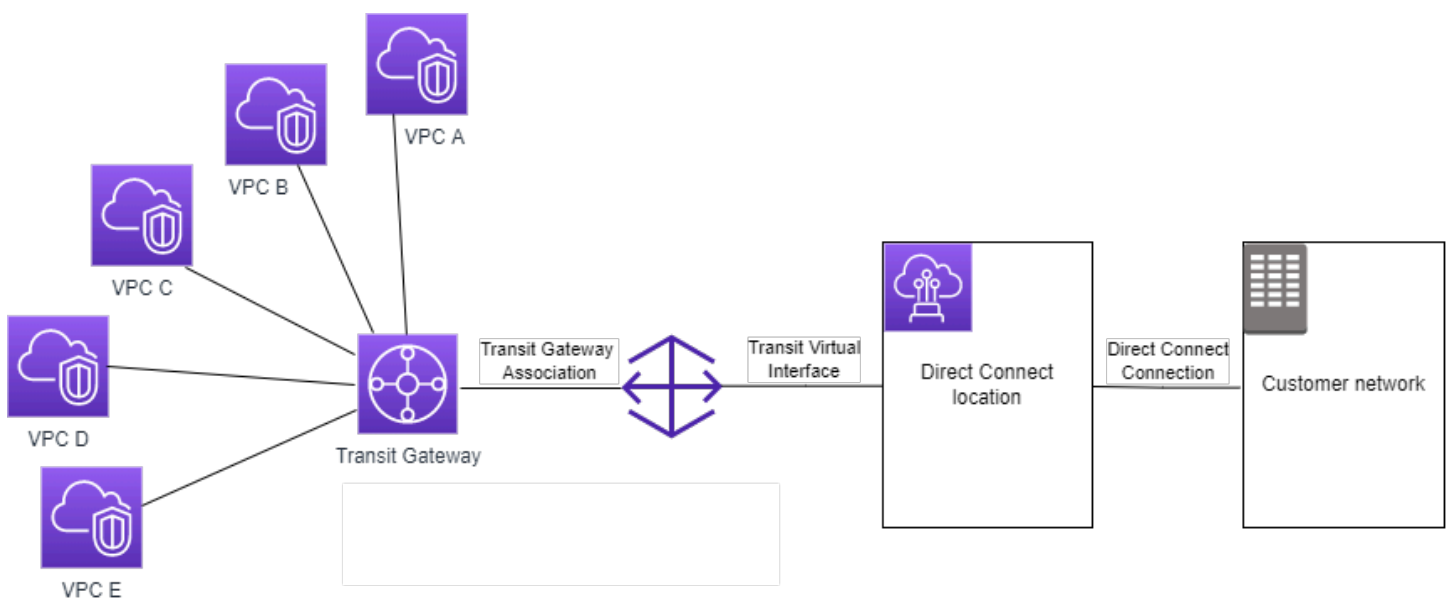 VPC A
VPC B
VPC C
VPC D
VPC E
Transit Gateway
Transit Gateway
Association
Transit Virtual
Interface
Direct Connect
location
Direct Connect
Connection
Customer network